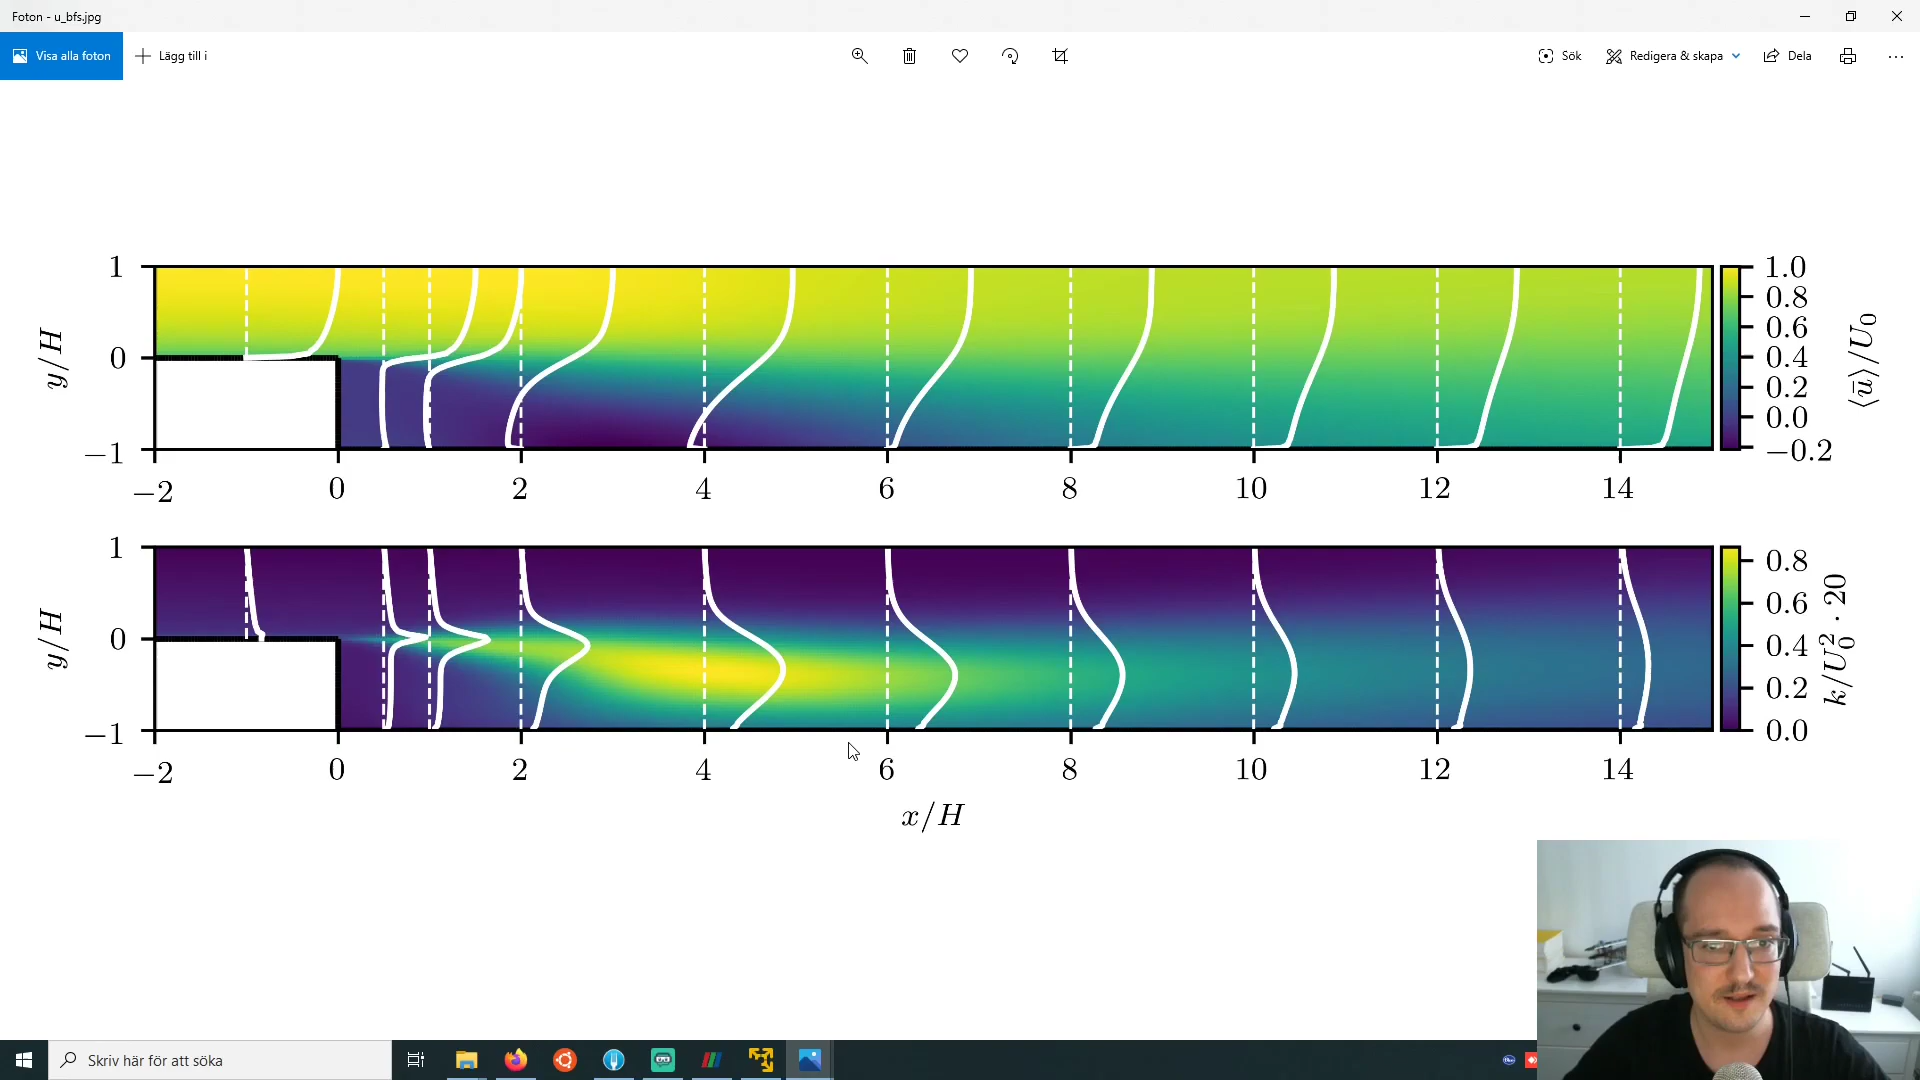 Foton - u_bfs.jpg
Visa alla foton
Lägg till i
Sök
Redigera & skapa
Dela
1
0
−1
y/H
−2 0 2 4 6 8 10 12 14
1.0
0.8
0.6
0.4
0.2
0.0
−0.2
⟨ū⟩/U₀
1
0
−1
y/H
−2 0 2 4 6 8 10 12 14
x/H
0.8
0.6
0.4
0.2
0.0
k/U₀² · 20
Skriv här för att söka